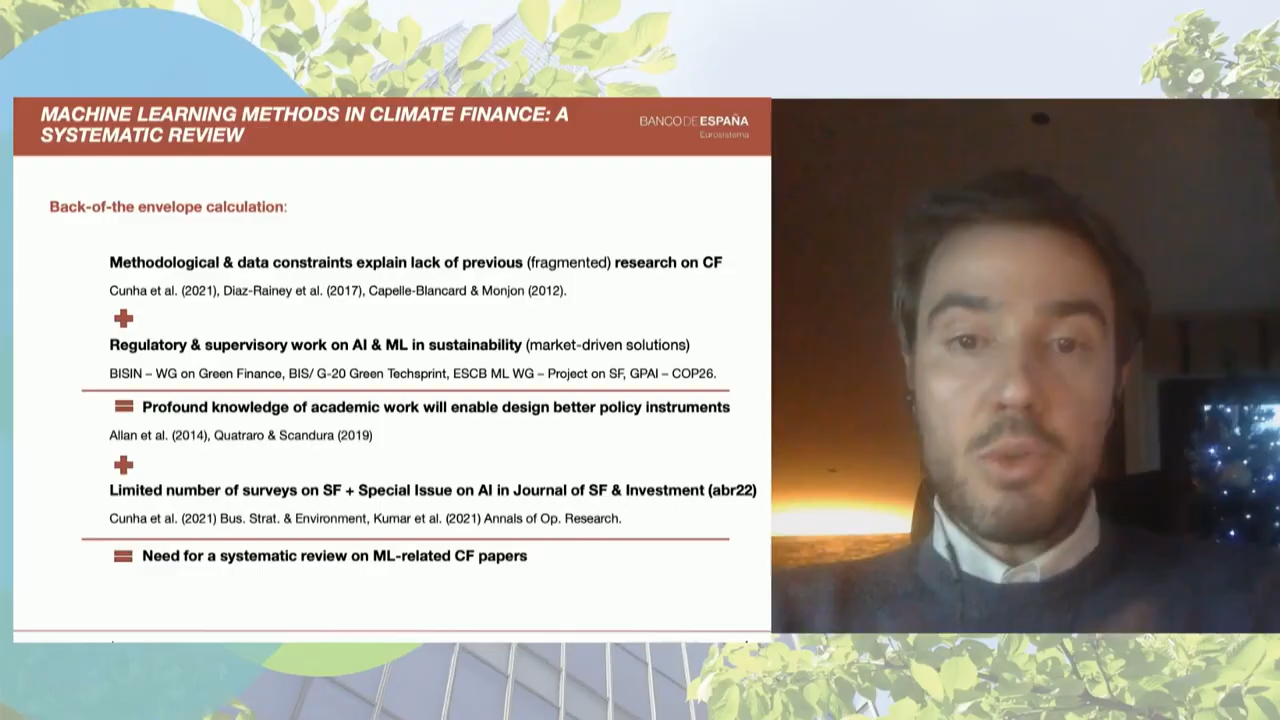 MACHINE LEARNING METHODS IN CLIMATE FINANCE: A
SYSTEMATIC REVIEW
BANCO DE ESPAÑA
Eurosistema
Back-of-the envelope calculation:
Methodological & data constraints explain lack of previous (fragmented) research on CF
Cunha et al. (2021), Diaz-Rainey et al. (2017), Capelle-Blancard & Monjon (2012).
Regulatory & supervisory work on AI & ML in sustainability (market-driven solutions)
BISIN – WG on Green Finance, BIS/ G-20 Green Techsprint, ESCB ML WG – Project on SF, GPAI – COP26.
Profound knowledge of academic work will enable design better policy instruments
Allan et al. (2014), Quatraro & Scandura (2019)
Limited number of surveys on SF + Special Issue on AI in Journal of SF & Investment (abr22)
Cunha et al. (2021) Bus. Strat. & Environment, Kumar et al. (2021) Annals of Op. Research.
Need for a systematic review on ML-related CF papers